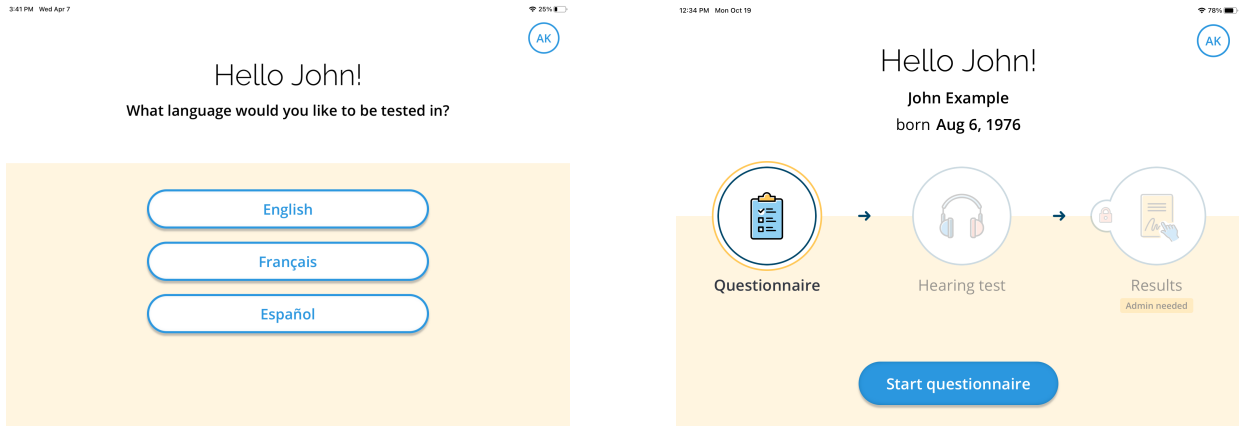 3:41 PM Wed Apr 7
25%
AK
Hello John!
What language would you like to be tested in?
English
Français
Español
12:34 PM Mon Oct 19
78%
AK
Hello John!
John Example
born Aug 6, 1976
Questionnaire
Hearing test
Results
Admin needed
Start questionnaire